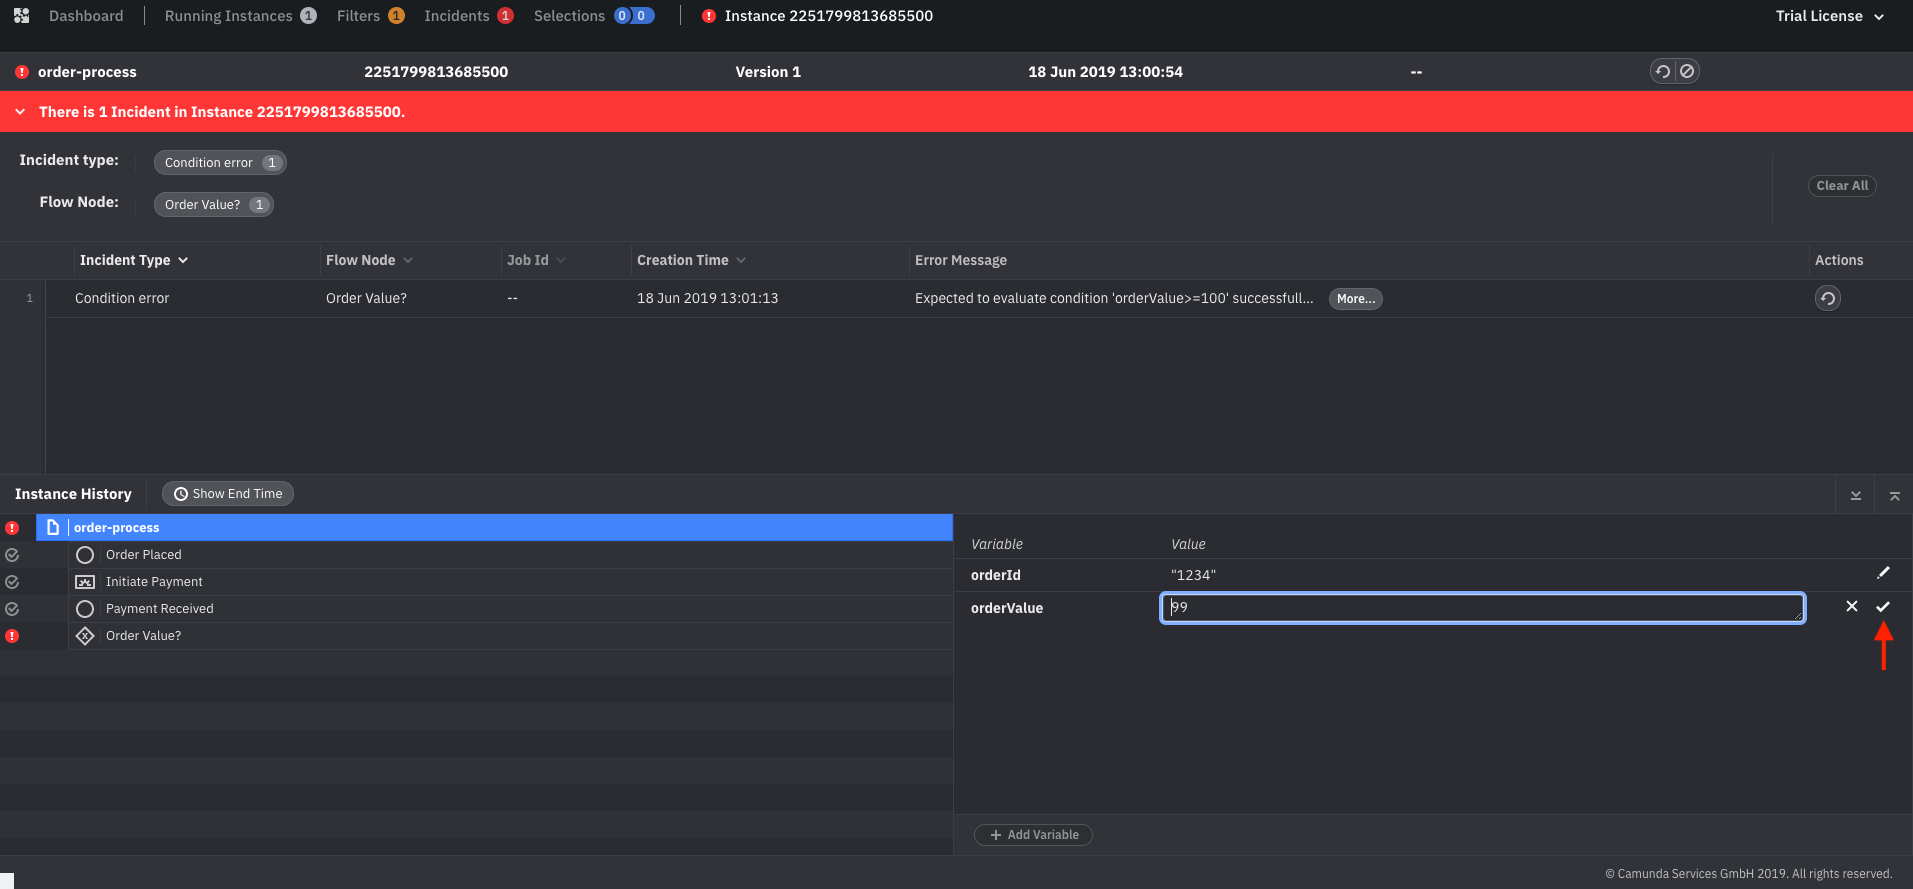 Dashboard Running Instances 1 Filters 1 Incidents 1 Selections 0 0 Instance 2251799813685500 Trial License
order-process 2251799813685500 Version 1 18 Jun 2019 13:00:54 --
There is 1 Incident in Instance 2251799813685500.
Incident type: Condition error 1
Flow Node: Order Value? 1
Clear All
Incident Type Flow Node Job Id Creation Time Error Message Actions
1 Condition error Order Value? -- 18 Jun 2019 13:01:13 Expected to evaluate condition 'orderValue>=100' successfull... More...
Instance History Show End Time
order-process
Order Placed
Initiate Payment
Payment Received
Order Value?
Variable Value
orderId "1234"
orderValue 99
+ Add Variable
© Camunda Services GmbH 2019. All rights reserved.